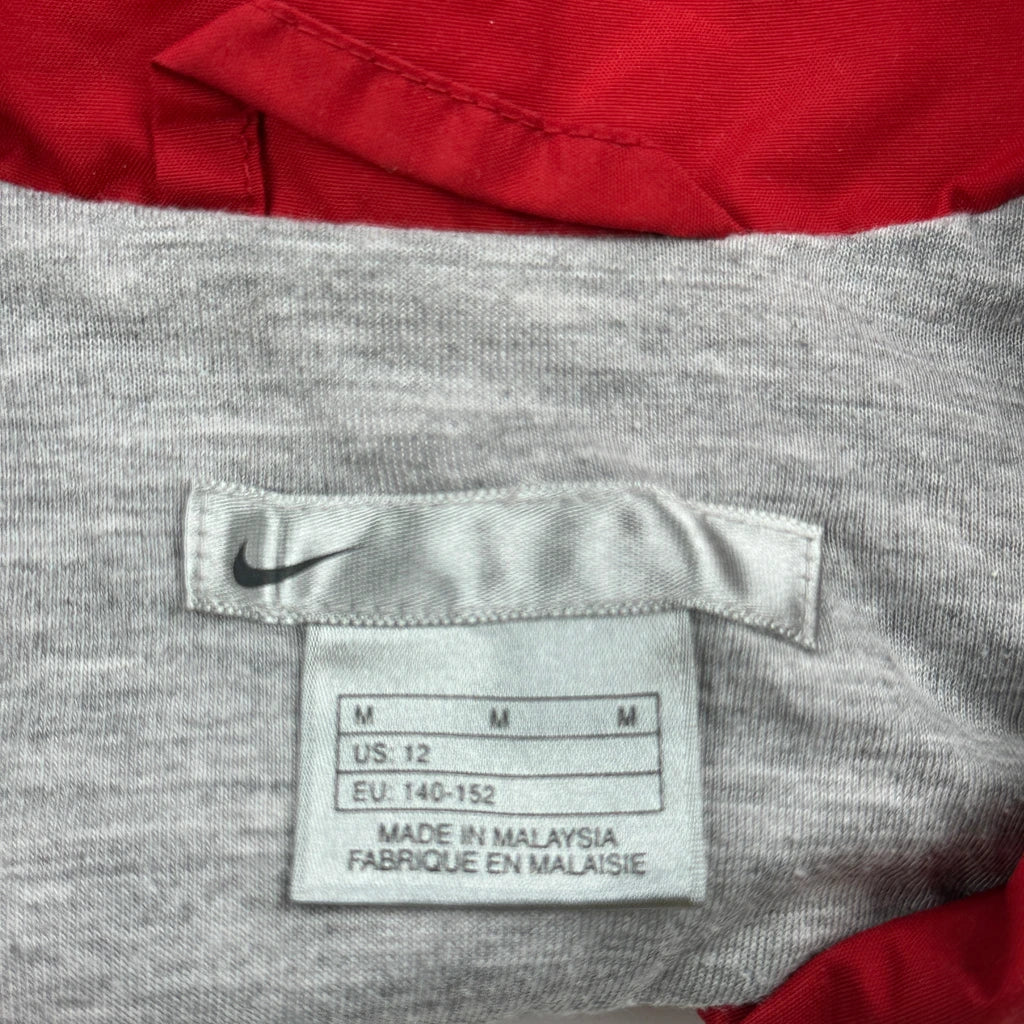 M M M
US: 12
EU: 140-152
MADE IN MALAYSIA
FABRIQUE EN MALAISIE